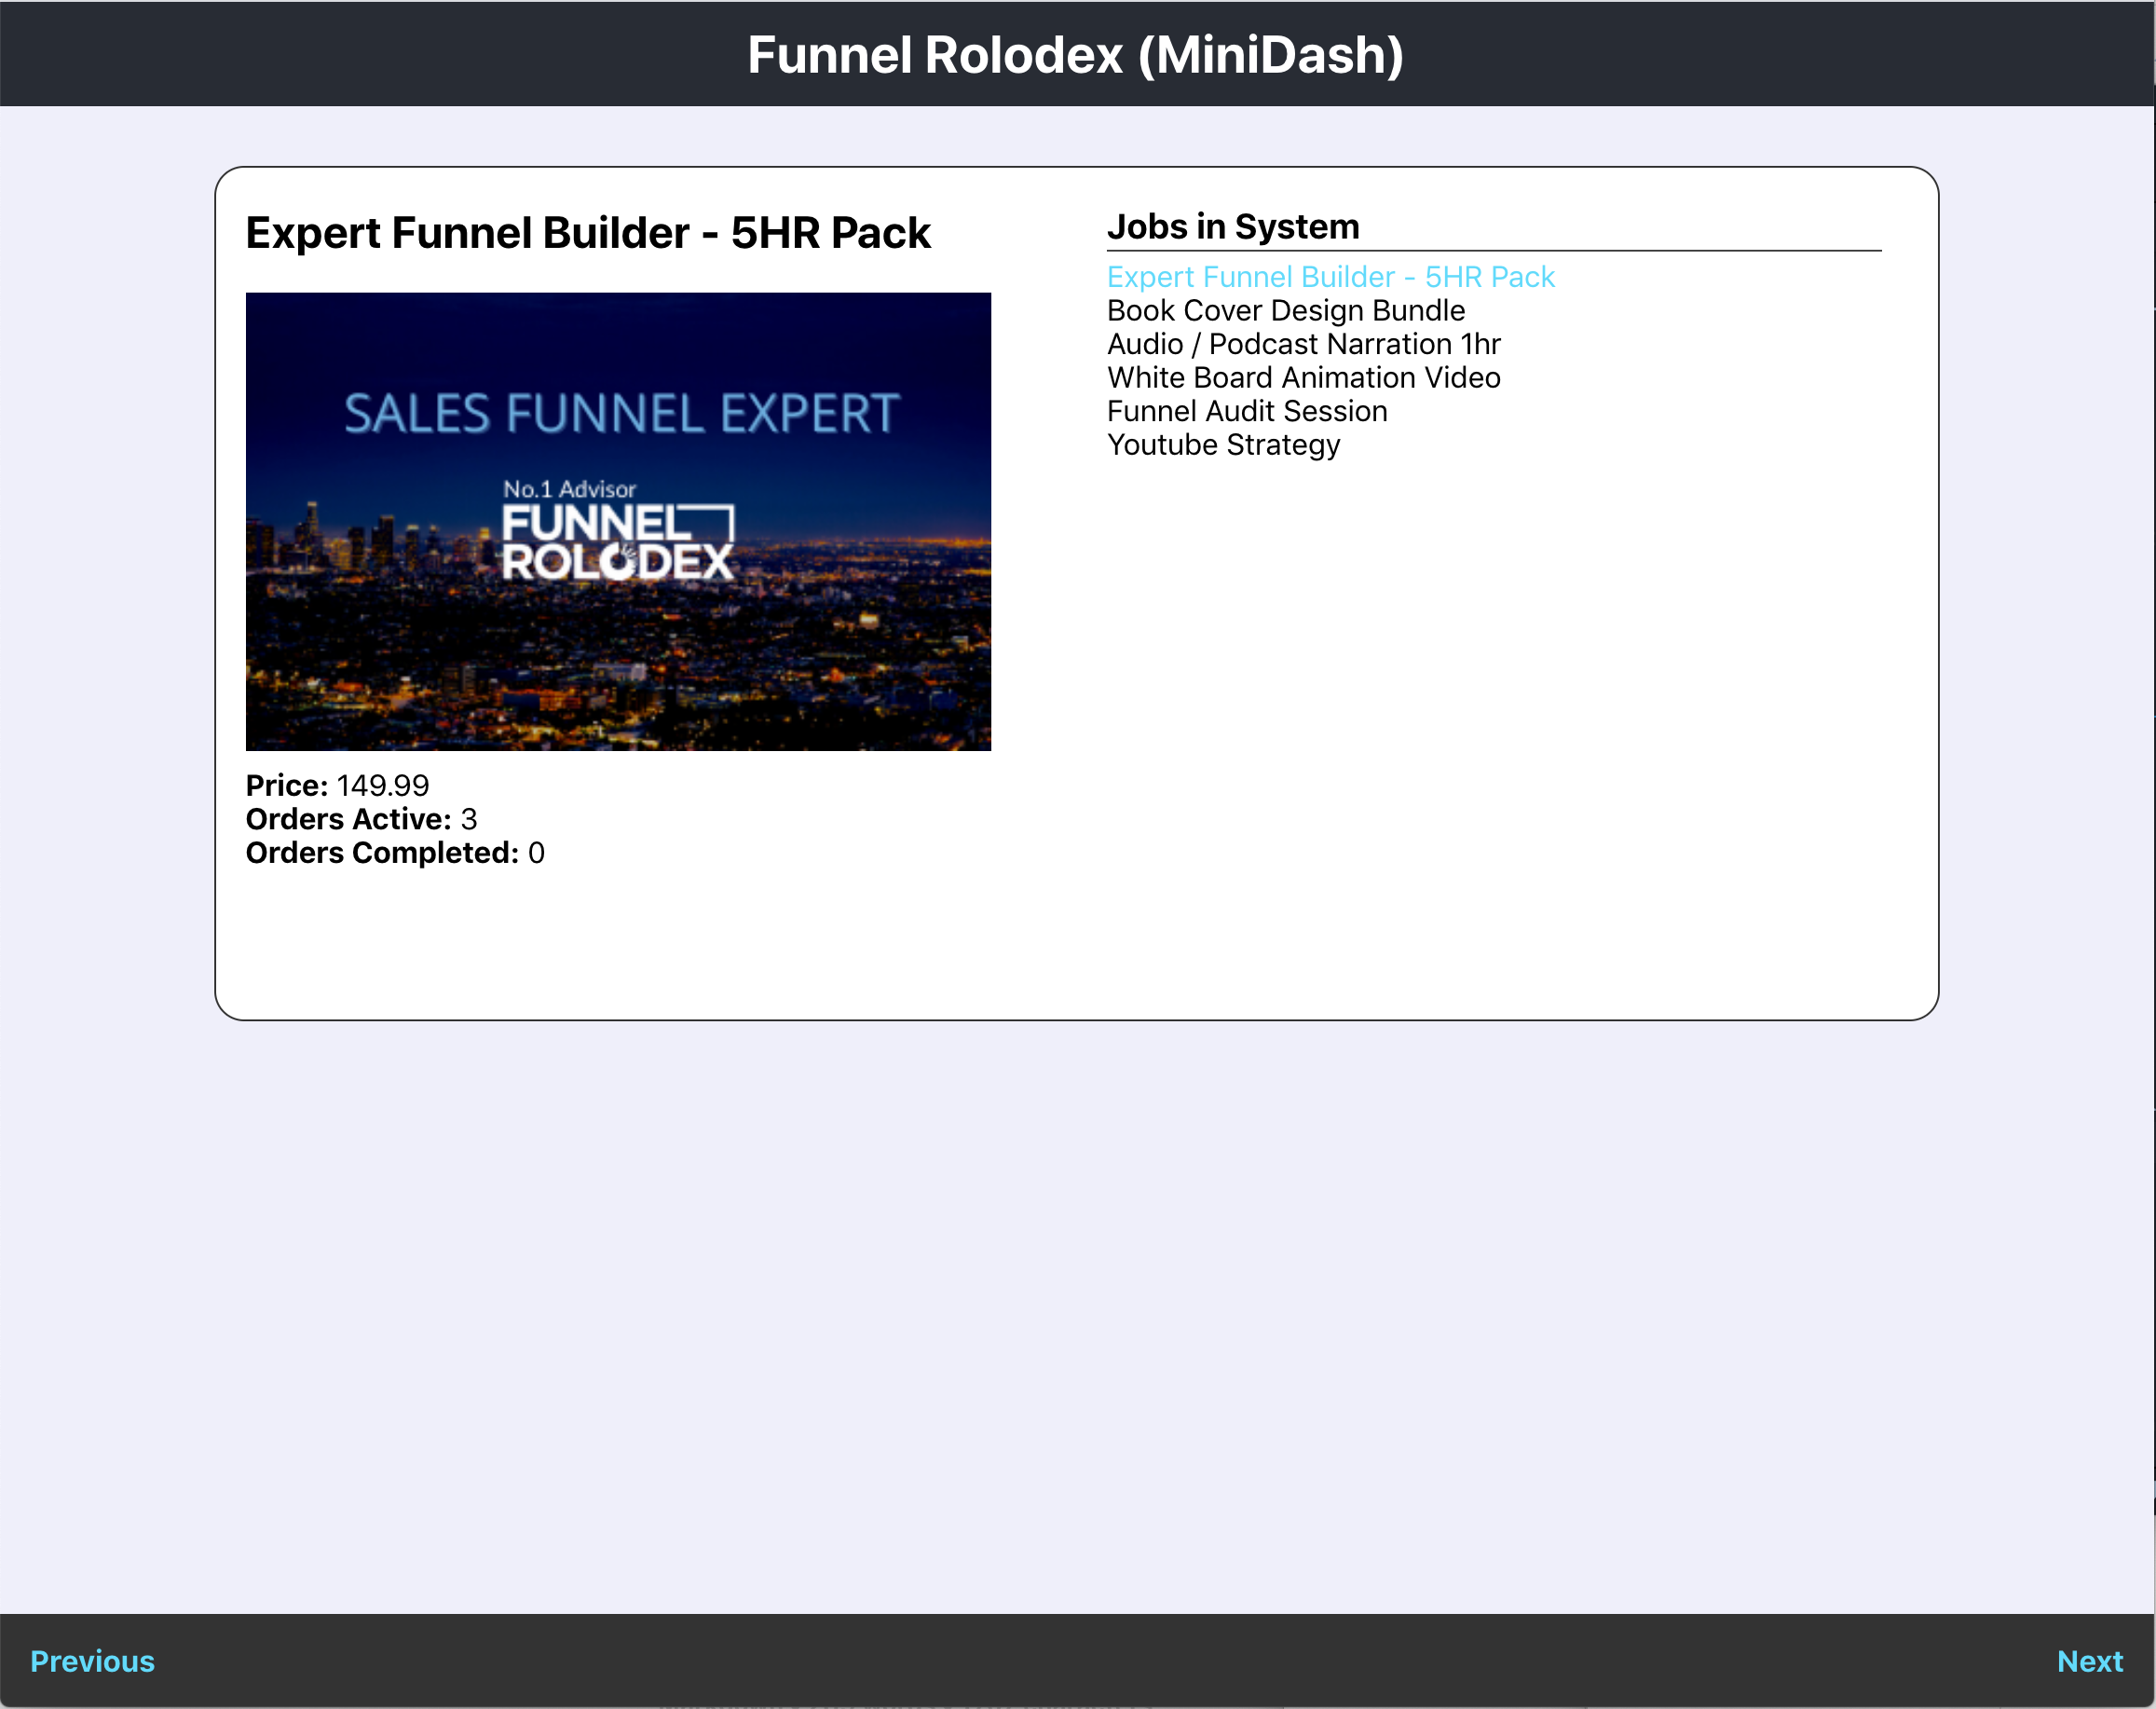 Funnel Rolodex (MiniDash)
Expert Funnel Builder - 5HR Pack
SALES FUNNEL EXPERT
No.1 Advisor
FUNNEL
ROLODEX
Price: 149.99
Orders Active: 3
Orders Completed: 0
Jobs in System
Expert Funnel Builder - 5HR Pack
Book Cover Design Bundle
Audio / Podcast Narration 1hr
White Board Animation Video
Funnel Audit Session
Youtube Strategy
Previous
Next